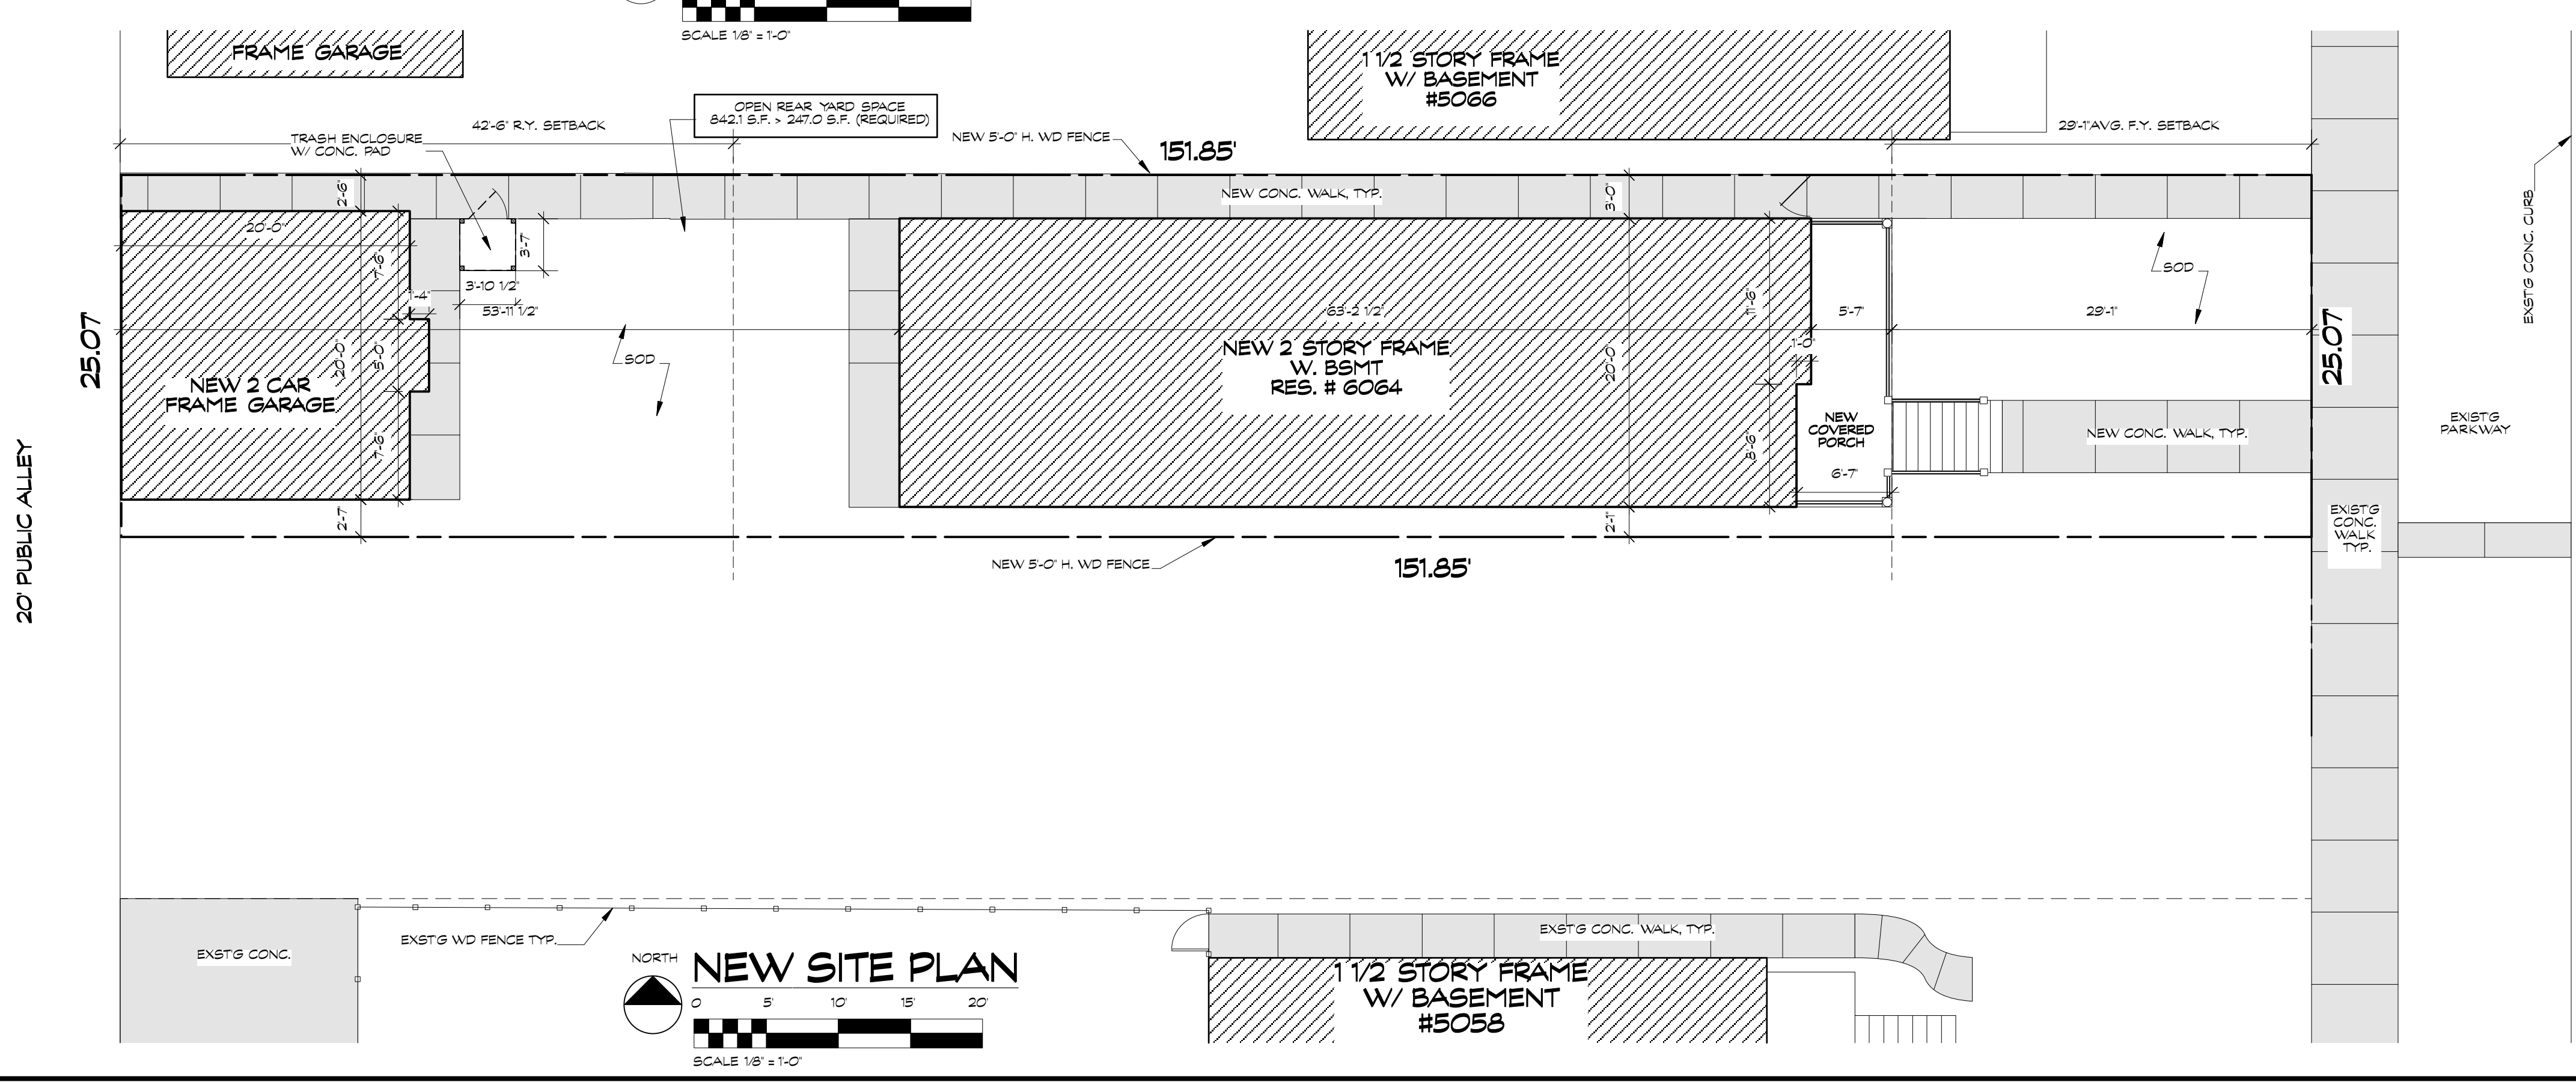 SCALE 1/8" = 1'-0"
FRAME GARAGE
1 1/2 STORY FRAME
W/ BASEMENT
#5066
OPEN REAR YARD SPACE
842.1 S.F. > 247.0 S.F. (REQUIRED)
42'-6" R.Y. SETBACK
TRASH ENCLOSURE
W/ CONC. PAD
NEW 5'-0" H. WD FENCE
151.85'
29'-1" AVG. F.Y. SETBACK
EXSTG CONC. CURB
2'-6"
NEW CONC. WALK, TYP.
3'-0"
20'-0"
7'-6"
3'-7"
3'-10 1/2"
1'-4"
53'-11 1/2"
63'-2 1/2"
11'-6"
5'-7"
29'-1"
SOD
SOD
25.07'
20'-0"
5'-0"
NEW 2 CAR
FRAME GARAGE
NEW 2 STORY FRAME
W. BSMT
RES. # 6064
20'-0"
1'-0"
25.07'
7'-6"
8'-6"
NEW
COVERED
PORCH
6'-7"
NEW CONC. WALK, TYP.
EXISTG
PARKWAY
20' PUBLIC ALLEY
2'-7"
2'-1"
EXISTG
CONC.
WALK
TYP.
NEW 5'-0" H. WD FENCE
151.85'
EXSTG CONC.
EXSTG WD FENCE TYP.
EXSTG CONC. WALK, TYP.
NORTH
NEW SITE PLAN
0 5' 10' 15' 20'
SCALE 1/8" = 1'-0"
1 1/2 STORY FRAME
W/ BASEMENT
#5058